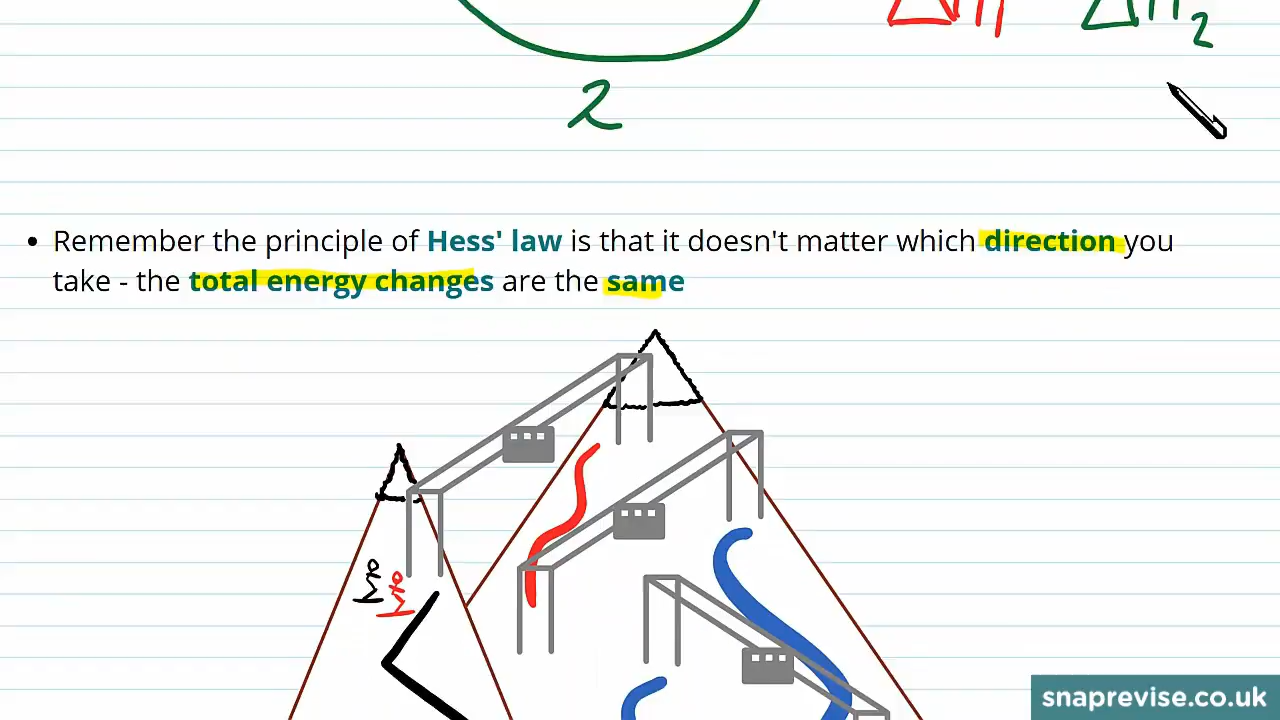 2
ΔH₂
Remember the principle of Hess' law is that it doesn't matter which direction you
take - the total energy changes are the same
snaprevise.co.uk